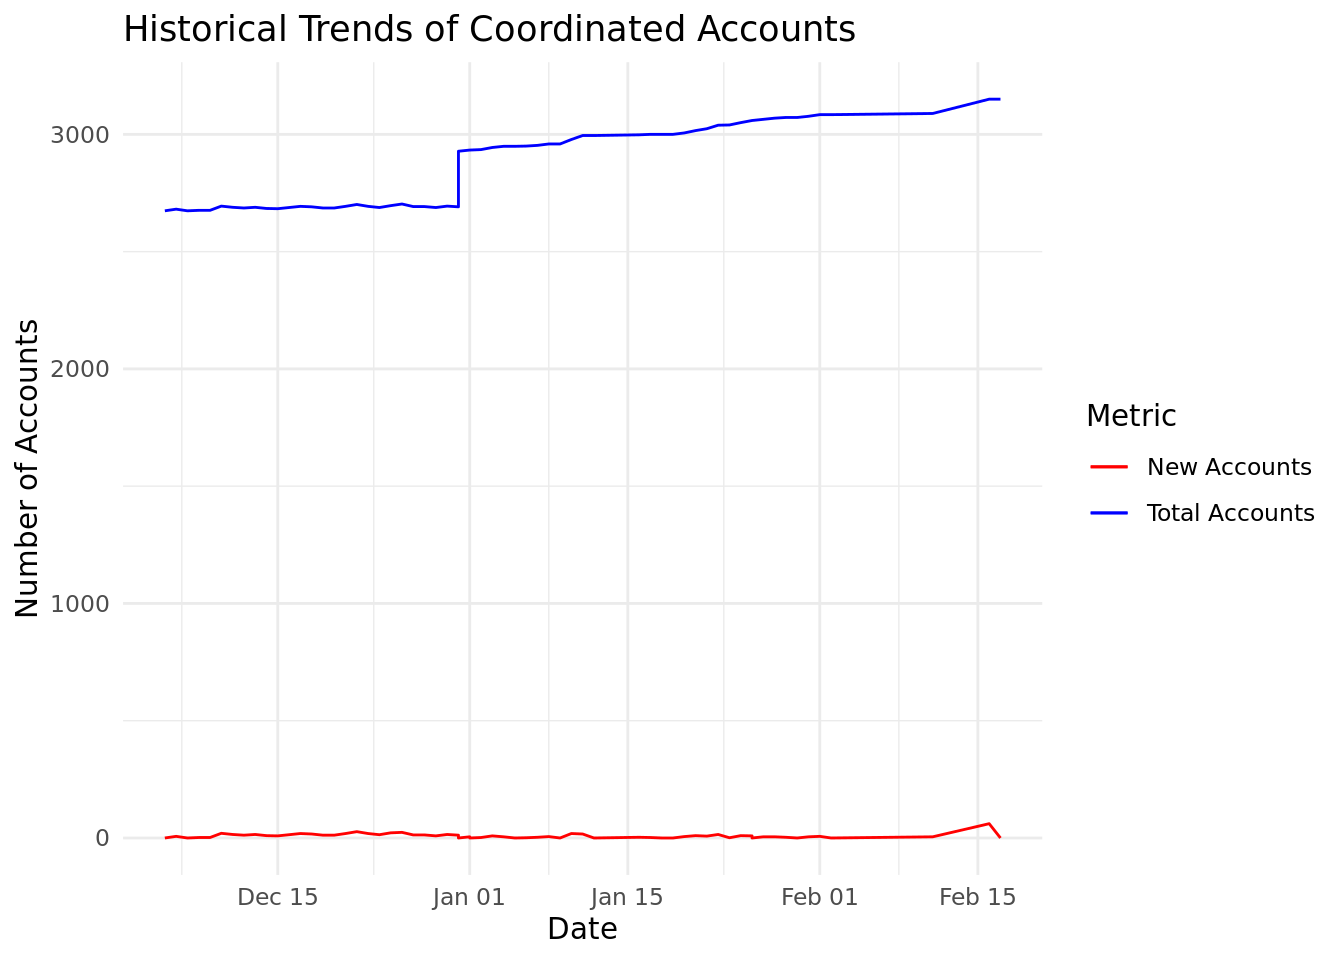 Historical Trends of Coordinated Accounts
Number of Accounts
3000
2000
1000
0
Dec 15
Jan 01
Jan 15
Feb 01
Feb 15
Date
Metric
New Accounts
Total Accounts